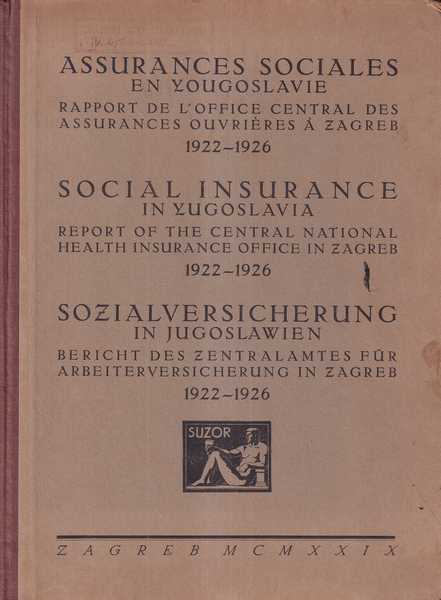 ASSURANCES SOCIALES
EN YOUGOSLAVIE
RAPPORT DE L'OFFICE CENTRAL DES
ASSURANCES OUVRIÈRES À ZAGREB
1922–1926
SOCIAL INSURANCE
IN YUGOSLAVIA
REPORT OF THE CENTRAL NATIONAL
HEALTH INSURANCE OFFICE IN ZAGREB
1922–1926
SOZIALVERSICHERUNG
IN JUGOSLAWIEN
BERICHT DES ZENTRALAMTES FÜR
ARBEITERVERSICHERUNG IN ZAGREB
1922–1926
SUZOR
ZAGREB MCMXXIX